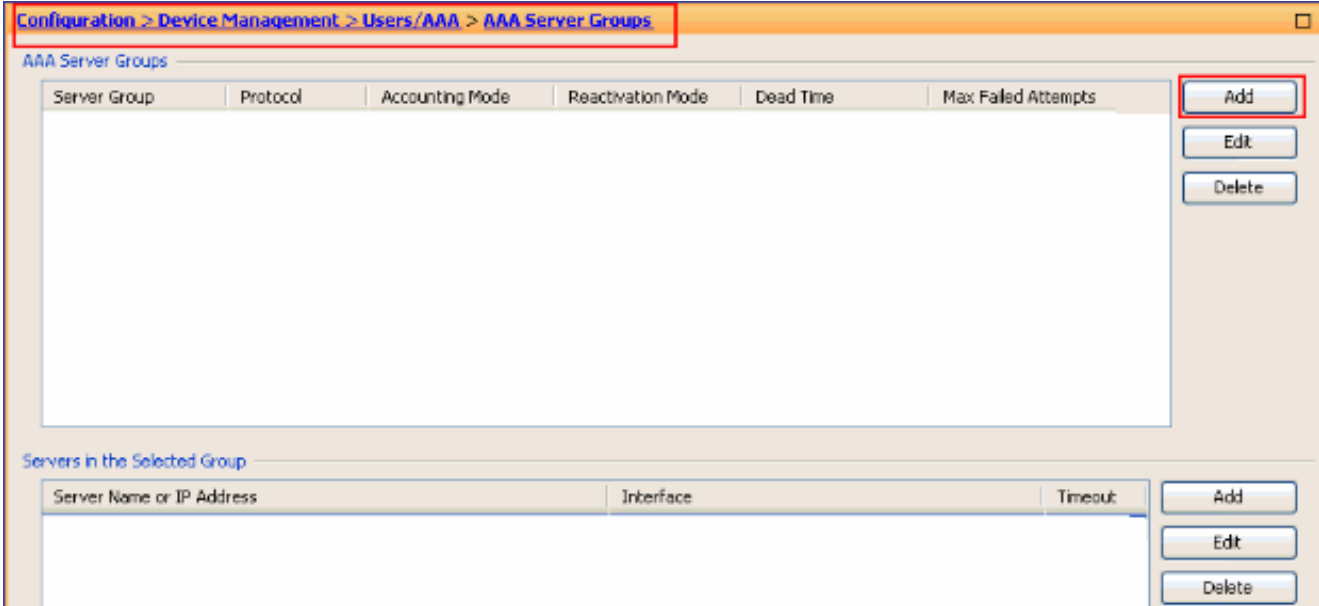 Configuration > Device Management > Users/AAA > AAA Server Groups
AAA Server Groups
Server Group Protocol Accounting Mode Reactivation Mode Dead Time Max Failed Attempts
Add
Edit
Delete
Servers in the Selected Group
Server Name or IP Address Interface Timeout
Add
Edit
Delete